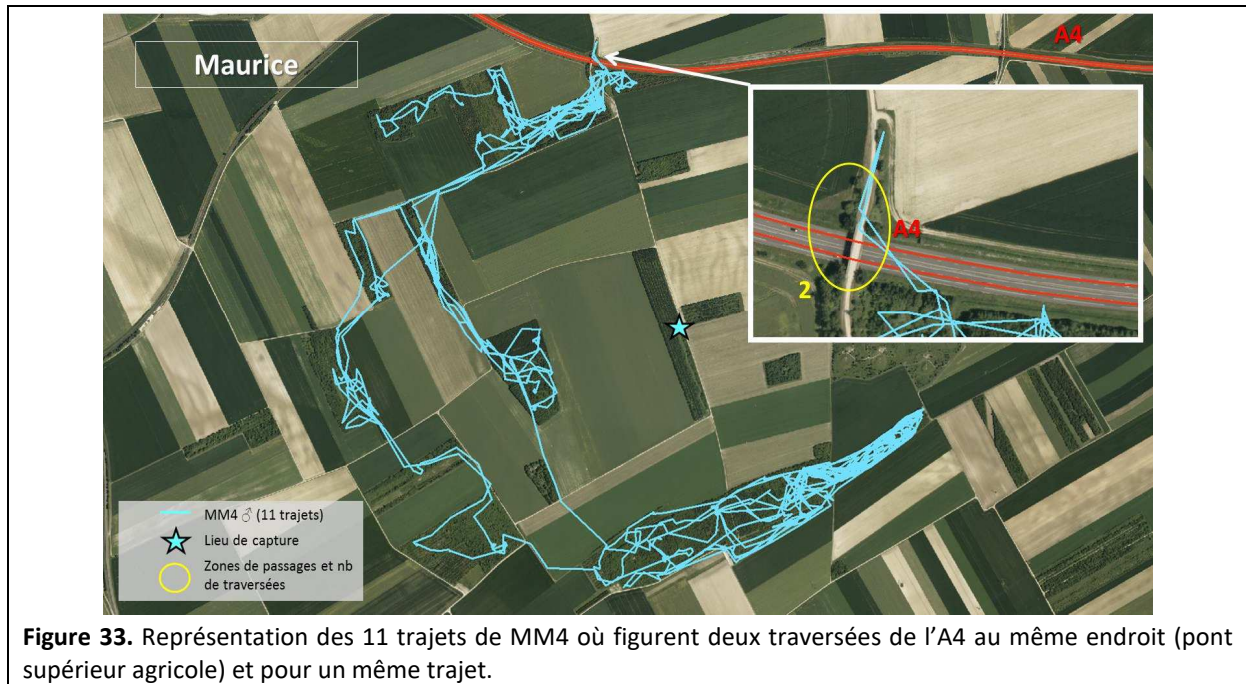 Maurice
A4
A4
2
MM4 ♂ (11 trajets)
Lieu de capture
Zones de passages et nb
de traversées
Figure 33. Représentation des 11 trajets de MM4 où figurent deux traversées de l'A4 au même endroit (pont
supérieur agricole) et pour un même trajet.